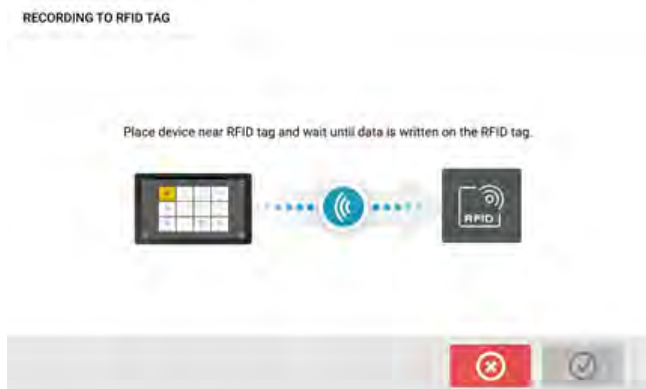 RECORDING TO RFID TAG
Place device near RFID tag and wait until data is written on the RFID tag.
RFID